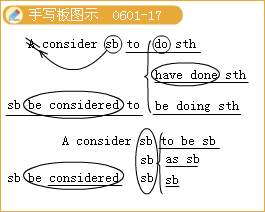 手写板图示 0601-17
A consider sb to do sth
have done sth
sb be considered to be doing sth
A consider sb to be sb
sb as sb
sb be considered sb sb